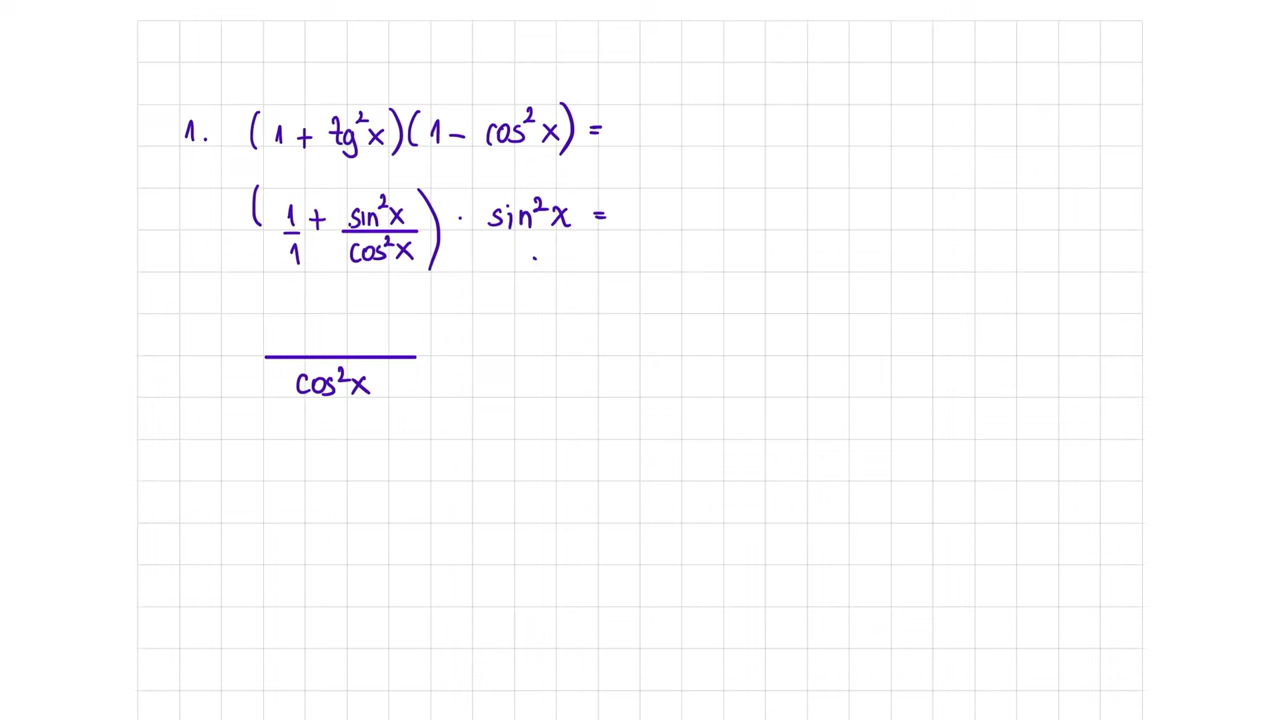 1. (1 + tg²x)(1 - cos²x) =
(1/1 + sin²x/cos²x) · sin²x =
cos²x